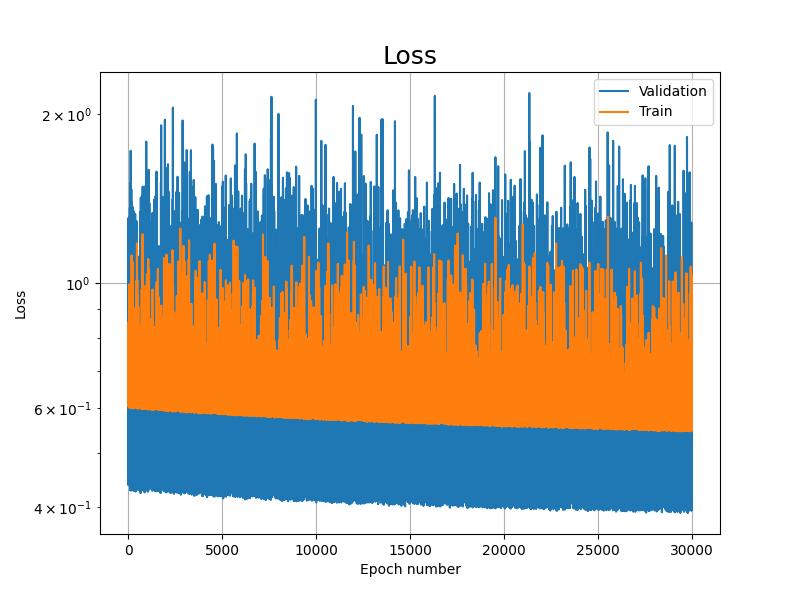 Loss
Validation
Train
2 × 10⁰
10⁰
6 × 10⁻¹
4 × 10⁻¹
Loss
0 5000 10000 15000 20000 25000 30000
Epoch number